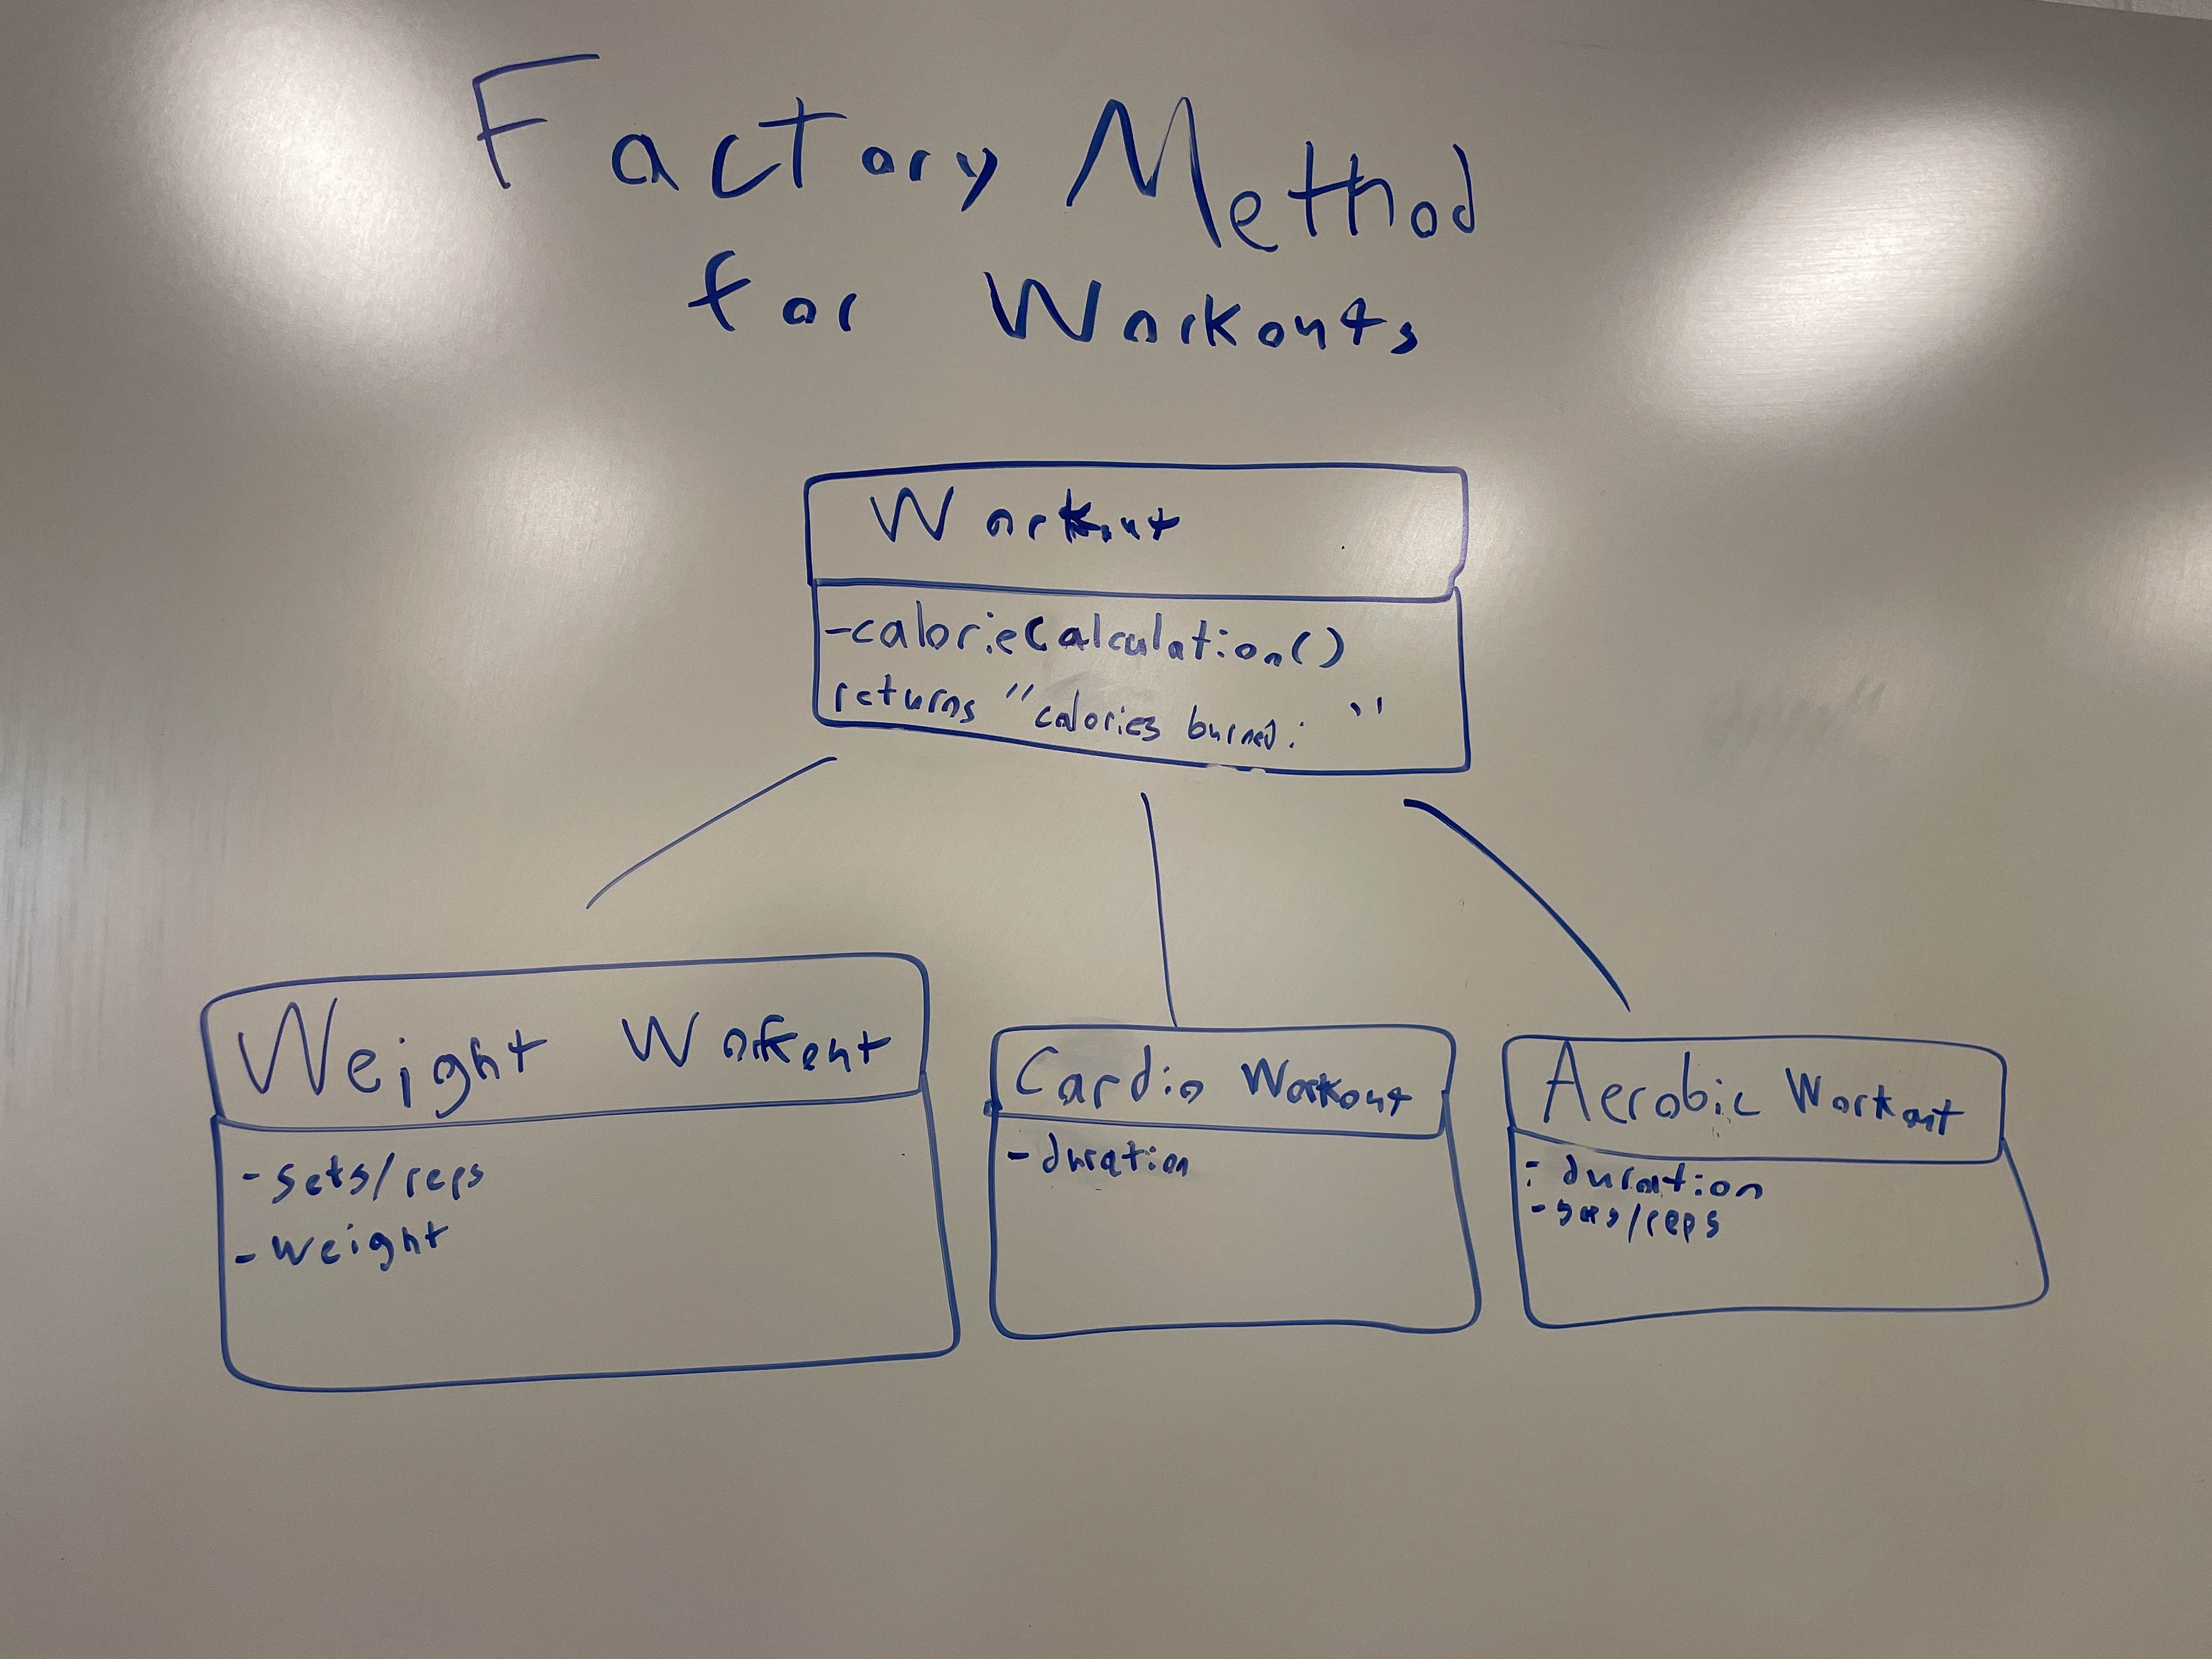 Factory Method
for Workouts
Workout
-calorieCalculation()
returns "calories burned: "
Weight Workout
- sets/reps
- weight
Cardio Workout
- duration
Aerobic Workout
- duration
- sets/reps